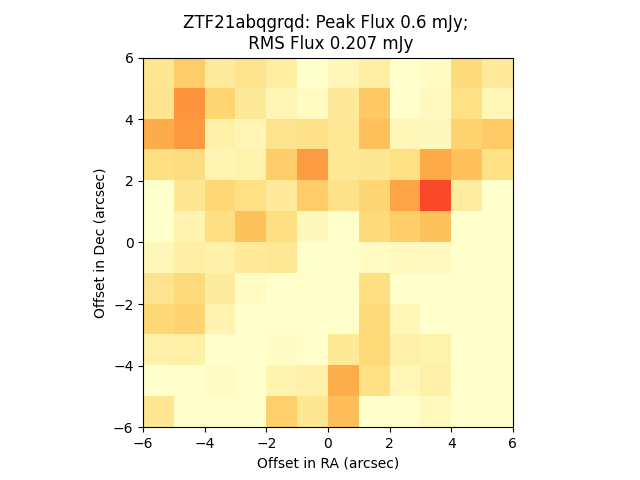 ZTF21abqgrqd: Peak Flux 0.6 mJy;
RMS Flux 0.207 mJy
6
4
2
0
−2
−4
−6
Offset in Dec (arcsec)
−6 −4 −2 0 2 4 6
Offset in RA (arcsec)